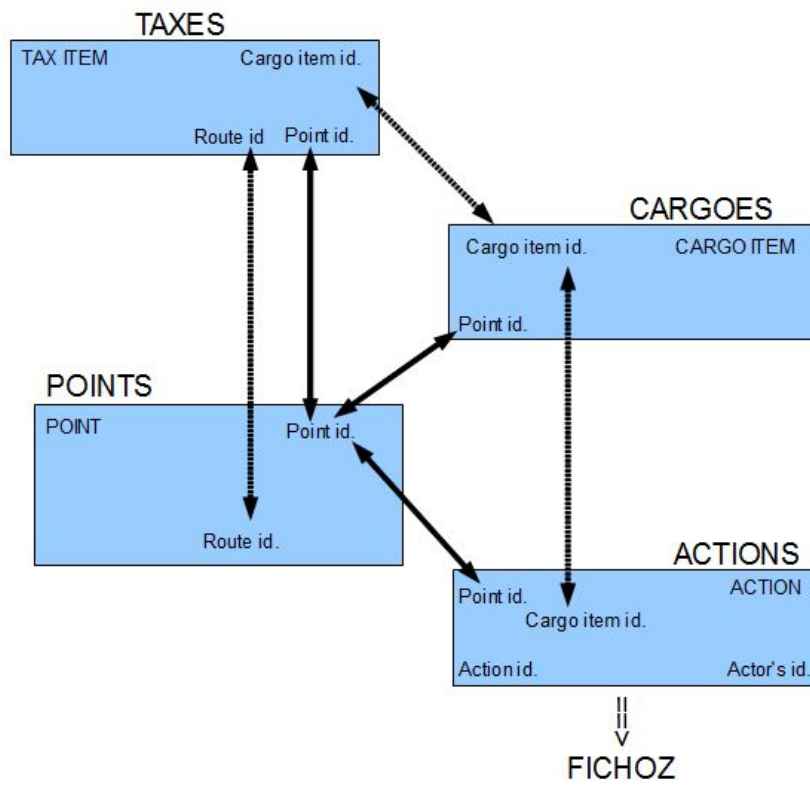 TAXES
TAX ITEM Cargo item id.
Route id Point id.
CARGOES
Cargo item id. CARGO ITEM
Point id.
POINTS
POINT Point id.
Route id.
ACTIONS
ACTION
Point id.
Cargo item id.
Action id. Actor's id.
==>
FICHOZ